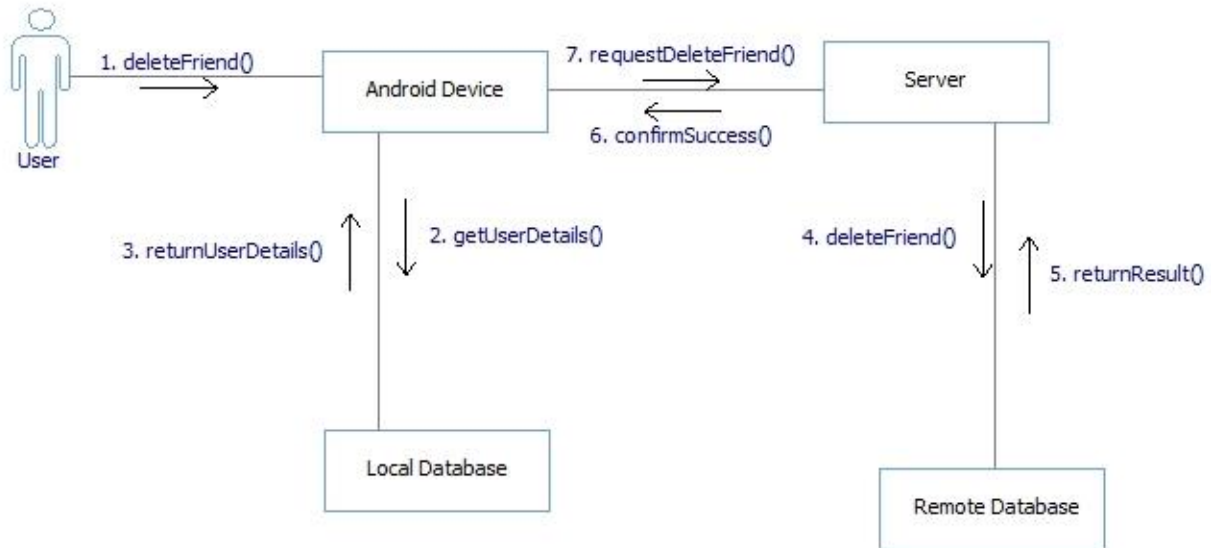 1. deleteFriend()
7. requestDeleteFriend()
Android Device
Server
6. confirmSuccess()
User
3. returnUserDetails()
2. getUserDetails()
4. deleteFriend()
5. returnResult()
Local Database
Remote Database